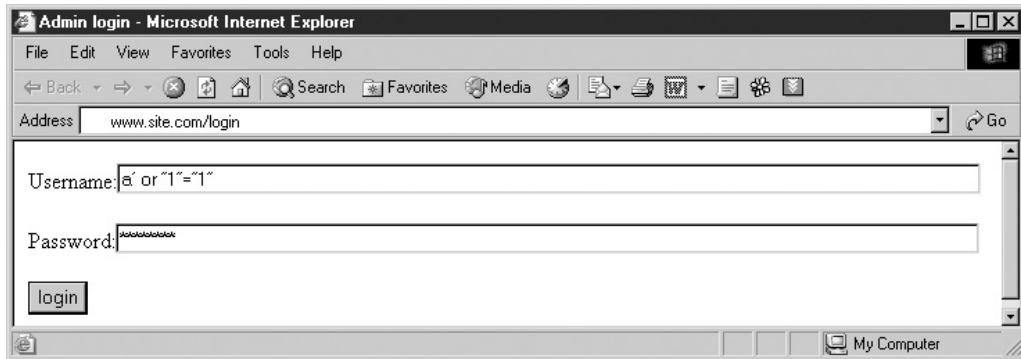 Admin login - Microsoft Internet Explorer
File Edit View Favorites Tools Help
Back Search Favorites Media
Address www.site.com/login Go
Username: a´ or ˝1˝=˝1˝
Password: **********
login
My Computer